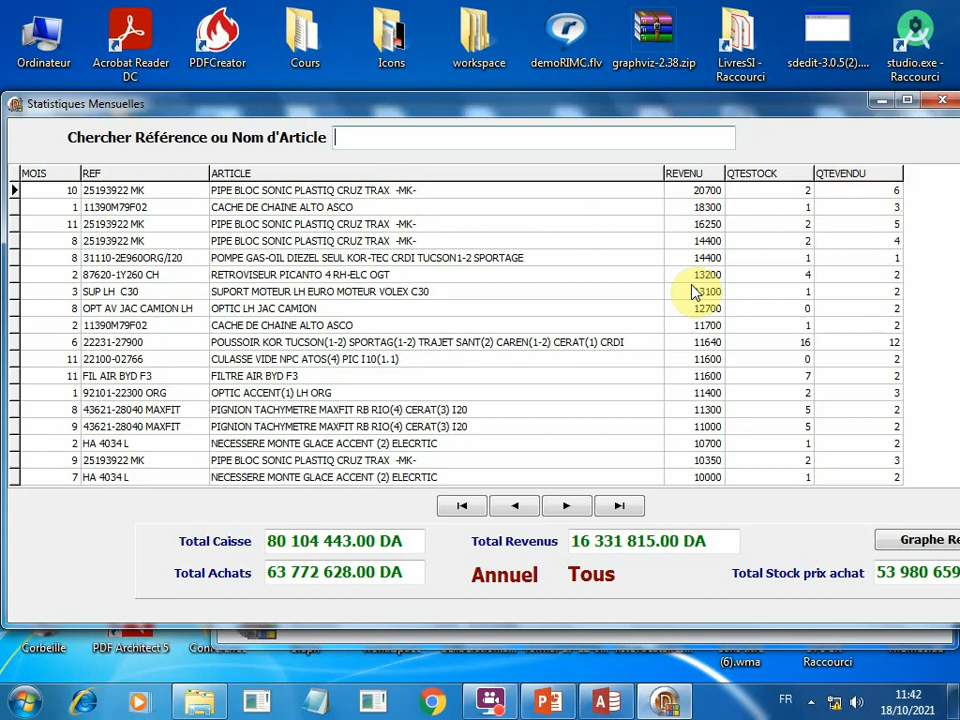 Ordinateur
Acrobat Reader DC
PDFCreator
Cours
Icons
workspace
demoRIMC.flv
graphviz-2.38.zip
LivresSI - Raccourci
sdedit-3.0.5(2)....
studio.exe - Raccourci
Statistiques Mensuelles
Chercher Référence ou Nom d'Article
MOIS REF ARTICLE REVENU QTESTOCK QTEVENDU
10 25193922 MK PIPE BLOC SONIC PLASTIQ CRUZ TRAX -MK- 20700 2 6
1 11390M79F02 CACHE DE CHAINE ALTO ASCO 18300 1 3
11 25193922 MK PIPE BLOC SONIC PLASTIQ CRUZ TRAX -MK- 16250 2 5
8 25193922 MK PIPE BLOC SONIC PLASTIQ CRUZ TRAX -MK- 14400 2 4
8 31110-2E960ORG/I20 POMPE GAS-OIL DIEZEL SEUL KOR-TEC CRDI TUCSON1-2 SPORTAGE 14400 1 1
2 87620-1Y260 CH RETROVISEUR PICANTO 4 RH-ELC OGT 13200 4 2
3 SUP LH C30 SUPORT MOTEUR LH EURO MOTEUR VOLEX C30 13100 1 2
8 OPT AV JAC CAMION LH OPTIC LH JAC CAMION 12700 0 2
2 11390M79F02 CACHE DE CHAINE ALTO ASCO 11700 1 2
6 22231-27900 POUSSOIR KOR TUCSON(1-2) SPORTAG(1-2) TRAJET SANT(2) CAREN(1-2) CERAT(1) CRDI 11640 16 12
11 22100-02766 CULASSE VIDE NPC ATOS(4) PIC I10(1.1) 11600 0 2
11 FIL AIR BYD F3 FILTRE AIR BYD F3 11600 7 2
1 92101-22300 ORG OPTIC ACCENT(1) LH ORG 11400 2 3
8 43621-28040 MAXFIT PIGNION TACHYMETRE MAXFIT RB RIO(4) CERAT(3) I20 11300 5 2
9 43621-28040 MAXFIT PIGNION TACHYMETRE MAXFIT RB RIO(4) CERAT(3) I20 11000 5 2
2 HA 4034 L NECESSERE MONTE GLACE ACCENT (2) ELECRTIC 10700 1 2
9 25193922 MK PIPE BLOC SONIC PLASTIQ CRUZ TRAX -MK- 10350 2 3
7 HA 4034 L NECESSERE MONTE GLACE ACCENT (2) ELECRTIC 10000 1 2
Total Caisse 80 104 443.00 DA Total Revenus 16 331 815.00 DA Graphe Re
Total Achats 63 772 628.00 DA Annuel Tous Total Stock prix achat 53 980 659
Corbeille
PDF Architect 5
(6).wma
Raccourci
FR
11:42
18/10/2021